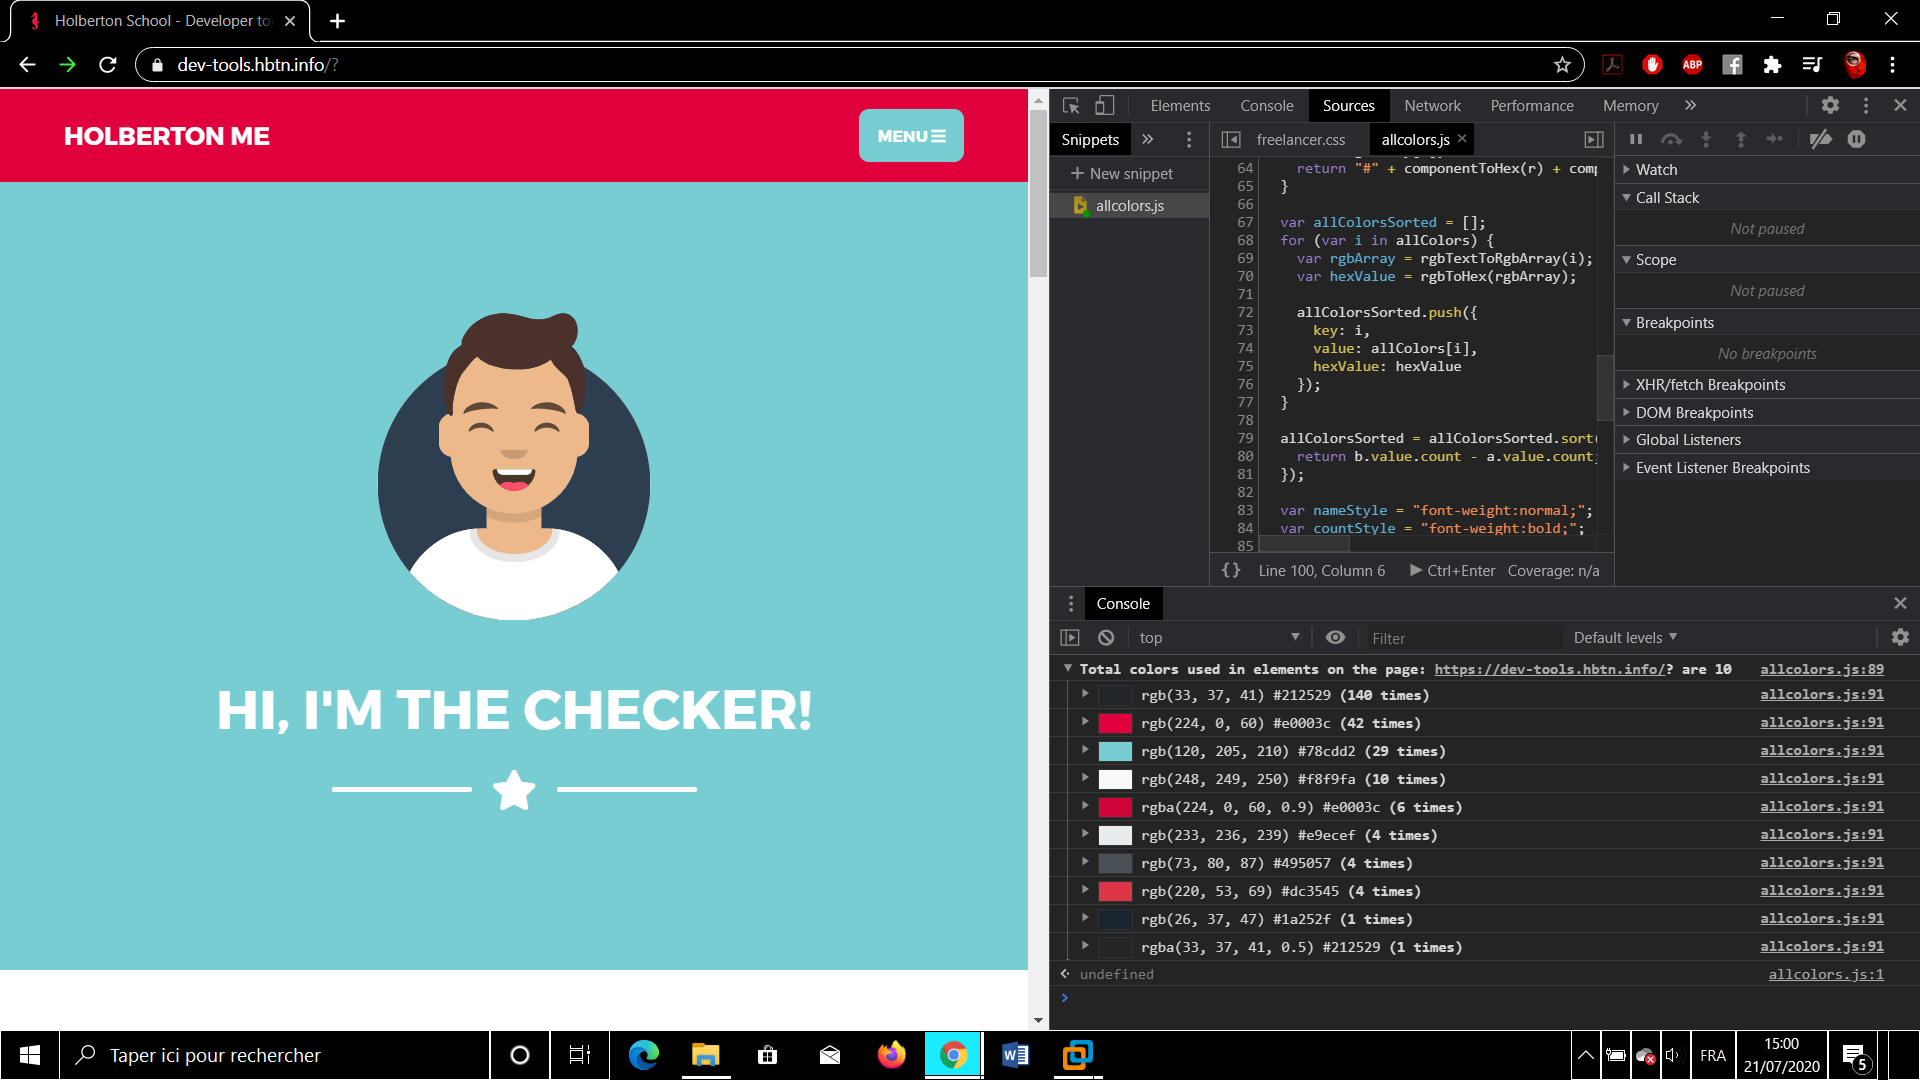 Holberton School - Developer to
dev-tools.hbtn.info/?
ABP
HOLBERTON ME
MENU
HI, I'M THE CHECKER!
Elements Console Sources Network Performance Memory
Snippets
freelancer.css allcolors.js
New snippet
allcolors.js
64 return "#" + componentToHex(r) + comp
65 }
66
67 var allColorsSorted = [];
68 for (var i in allColors) {
69 var rgbArray = rgbTextToRgbArray(i);
70 var hexValue = rgbToHex(rgbArray);
71
72 allColorsSorted.push({
73 key: i,
74 value: allColors[i],
75 hexValue: hexValue
76 });
77 }
78
79 allColorsSorted = allColorsSorted.sort(
80 return b.value.count - a.value.count;
81 });
82
83 var nameStyle = "font-weight:normal;";
84 var countStyle = "font-weight:bold;";
85
{} Line 100, Column 6 Ctrl+Enter Coverage: n/a
Watch
Call Stack
Not paused
Scope
Not paused
Breakpoints
No breakpoints
XHR/fetch Breakpoints
DOM Breakpoints
Global Listeners
Event Listener Breakpoints
Console
top Filter Default levels
Total colors used in elements on the page: https://dev-tools.hbtn.info/? are 10 allcolors.js:89
rgb(33, 37, 41) #212529 (140 times) allcolors.js:91
rgb(224, 0, 60) #e0003c (42 times) allcolors.js:91
rgb(120, 205, 210) #78cdd2 (29 times) allcolors.js:91
rgb(248, 249, 250) #f8f9fa (10 times) allcolors.js:91
rgba(224, 0, 60, 0.9) #e0003c (6 times) allcolors.js:91
rgb(233, 236, 239) #e9ecef (4 times) allcolors.js:91
rgb(73, 80, 87) #495057 (4 times) allcolors.js:91
rgb(220, 53, 69) #dc3545 (4 times) allcolors.js:91
rgb(26, 37, 47) #1a252f (1 times) allcolors.js:91
rgba(33, 37, 41, 0.5) #212529 (1 times) allcolors.js:91
undefined allcolors.js:1
Taper ici pour rechercher
FRA
15:00
21/07/2020
5